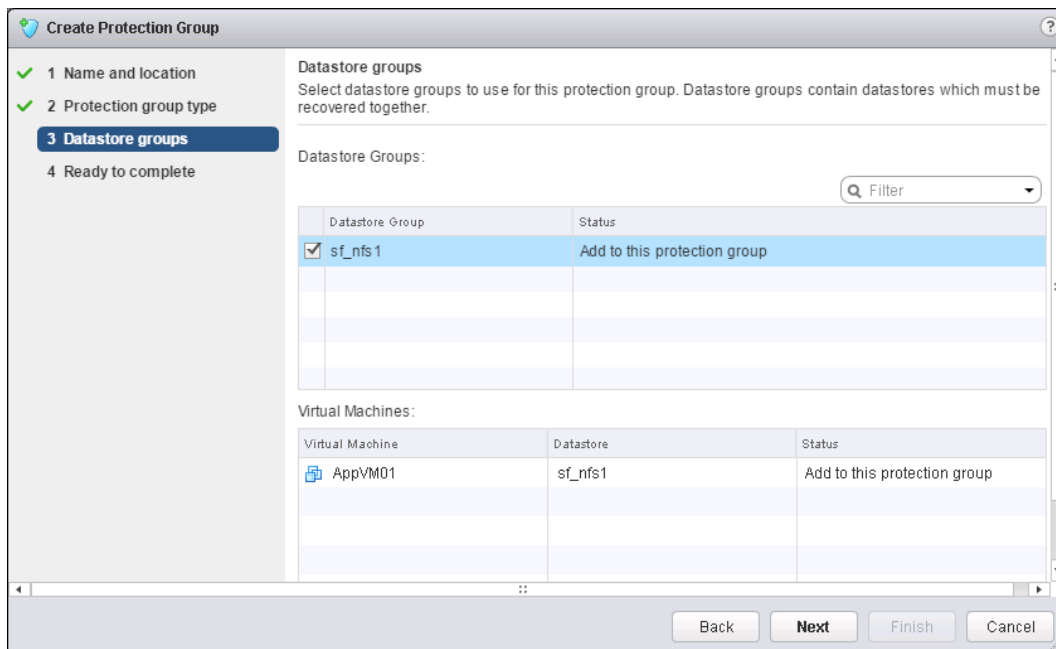 Create Protection Group
?
1 Name and location
2 Protection group type
3 Datastore groups
4 Ready to complete
Datastore groups
Select datastore groups to use for this protection group. Datastore groups contain datastores which must be
recovered together.
Datastore Groups:
Filter
Datastore Group Status
sf_nfs1 Add to this protection group
Virtual Machines:
Virtual Machine Datastore Status
AppVM01 sf_nfs1 Add to this protection group
Back Next Finish Cancel